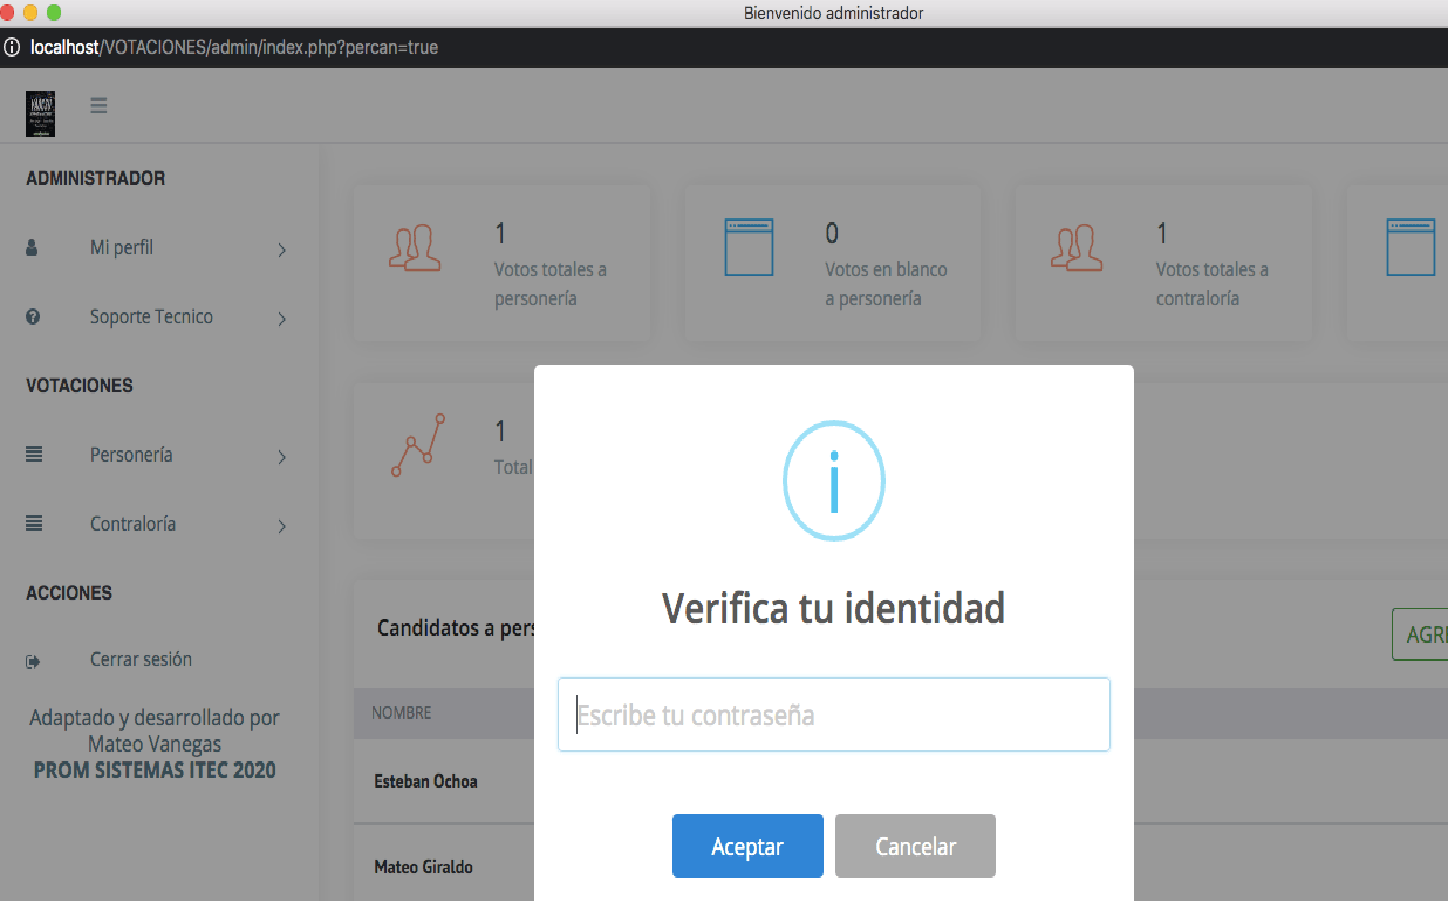 Bienvenido administrador
localhost/VOTACIONES/admin/index.php?percan=true
ADMINISTRADOR
Mi perfil
Soporte Tecnico
VOTACIONES
Personería
Contraloría
ACCIONES
Cerrar sesión
Adaptado y desarrollado por
Mateo Vanegas
PROM SISTEMAS ITEC 2020
1
Votos totales a
personería
0
Votos en blanco
a personería
1
Votos totales a
contraloría
1
Total
Candidatos a pers
AGRE
NOMBRE
Esteban Ochoa
Mateo Giraldo
Verifica tu identidad
Escribe tu contraseña
Aceptar
Cancelar